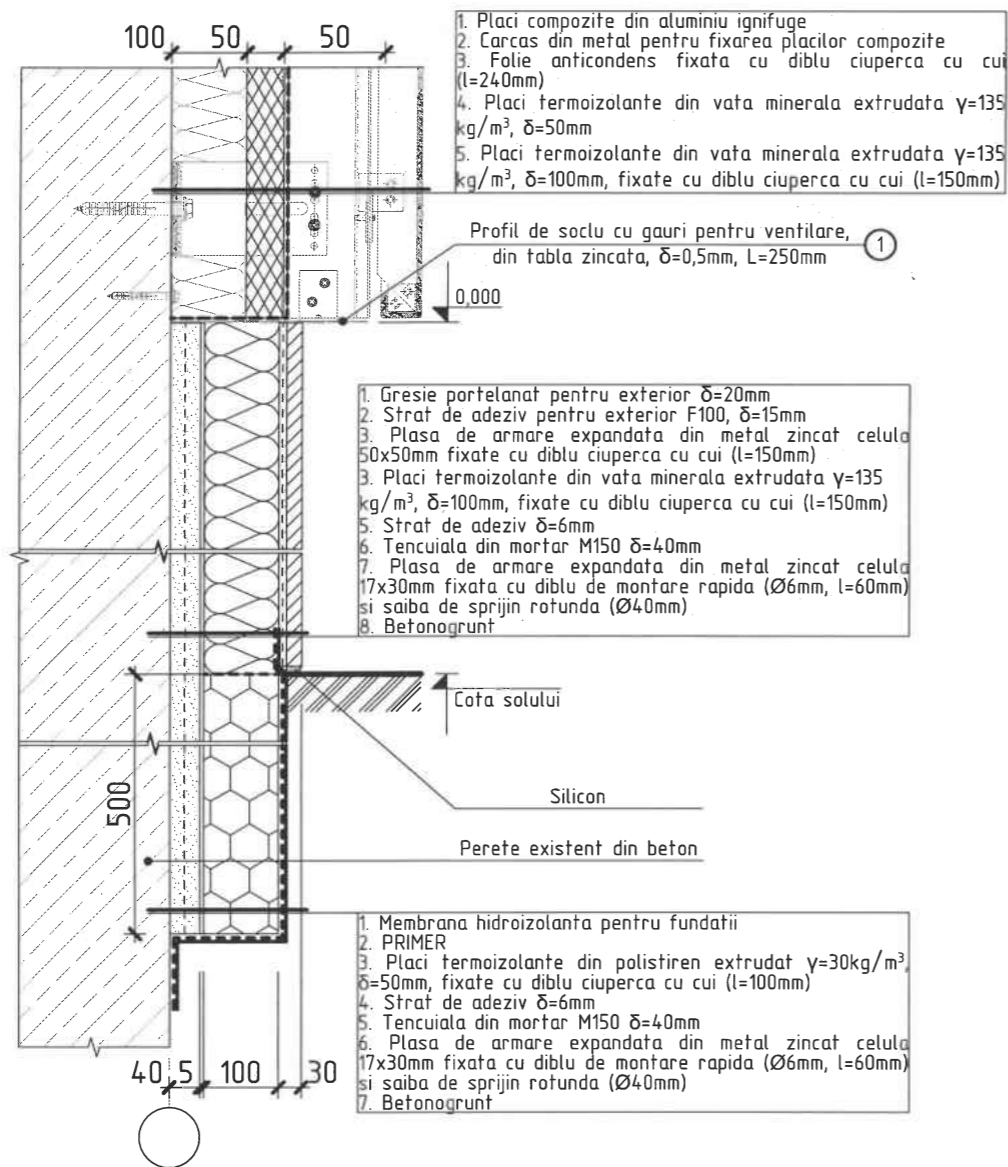 100 50 50
1. Placi compozite din aluminiu ignifuge
2. Carcas din metal pentru fixarea placilor compozite
3. Folie anticondens fixata cu diblu ciuperca cu cui
(l=240mm)
4. Placi termoizolante din vata minerala extrudata γ=135
kg/m³, δ=50mm
5. Placi termoizolante din vata minerala extrudata γ=135
kg/m³, δ=100mm, fixate cu diblu ciuperca cu cui (l=150mm)
Profil de soclu cu gauri pentru ventilare,
din tabla zincata, δ=0,5mm, L=250mm
1
0,000
1. Gresie portelanat pentru exterior δ=20mm
2. Strat de adeziv pentru exterior F100, δ=15mm
3. Plasa de armare expandata din metal zincat celula
50x50mm fixate cu diblu ciuperca cu cui (l=150mm)
3. Placi termoizolante din vata minerala extrudata γ=135
kg/m³, δ=100mm, fixate cu diblu ciuperca cu cui (l=150mm)
5. Strat de adeziv δ=6mm
6. Tencuiala din mortar M150 δ=40mm
7. Plasa de armare expandata din metal zincat celula
17x30mm fixata cu diblu de montare rapida (Ø6mm, l=60mm)
si saiba de sprijin rotunda (Ø40mm)
8. Betonogrunt
Cota solului
500
Silicon
Perete existent din beton
1. Membrana hidroizolanta pentru fundatii
2. PRIMER
3. Placi termoizolante din polistiren extrudat γ=30kg/m³,
δ=50mm, fixate cu diblu ciuperca cu cui (l=100mm)
4. Strat de adeziv δ=6mm
5. Tencuiala din mortar M150 δ=40mm
6. Plasa de armare expandata din metal zincat celula
17x30mm fixata cu diblu de montare rapida (Ø6mm, l=60mm)
si saiba de sprijin rotunda (Ø40mm)
7. Betonogrunt
40 5 100 30